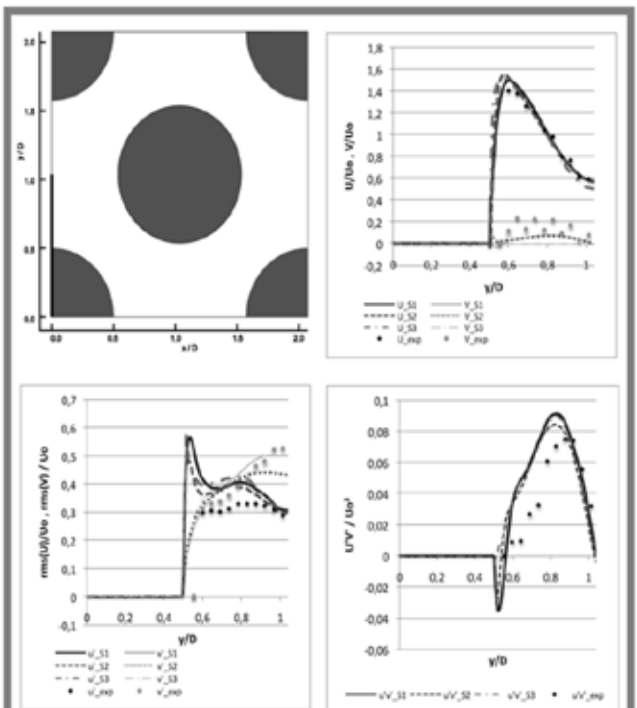 2.0
1.5
1.0
0.5
0.0
y/D
0.0 0.5 1.0 1.5 2.0
x/D
1,8
1,6
1,4
1,2
1
0,8
0,6
0,4
0,2
0
-0,2
U/Uo , V/Uo
0 0,2 0,4 0,6 0,8 1
y/D
U_S1 V_S1
U_S2 V_S2
U_S3 V_S3
U_exp V_exp
0,7
0,6
0,5
0,4
0,3
0,2
0,1
0
-0,1
rms(U)/Uo , rms(V) / Uo
0 0,2 0,4 0,6 0,8 1
y/D
u'_S1 v'_S1
u'_S2 v'_S2
u'_S3 v'_S3
u'_exp v'_exp
0,1
0,08
0,06
0,04
0,02
0
-0,02
-0,04
-0,06
U'V' / Uo²
0 0,2 0,4 0,6 0,8 1
y/D
u'v'_S1 u'v'_S2 u'v'_S3 u'v'_exp